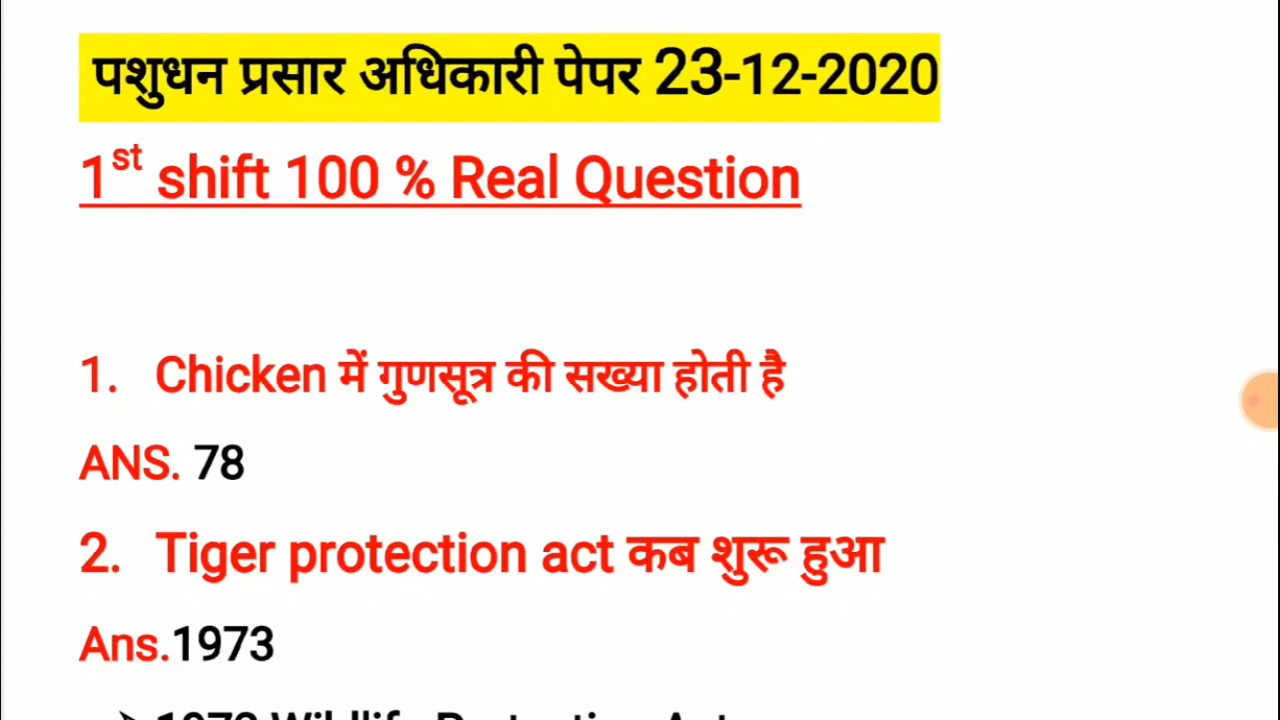 पशुधन प्रसार अधिकारी पेपर 23-12-2020
1st shift 100 % Real Question
1. Chicken में गुणसूत्र की सख्या होती है
ANS. 78
2. Tiger protection act कब शुरू हुआ
Ans.1973